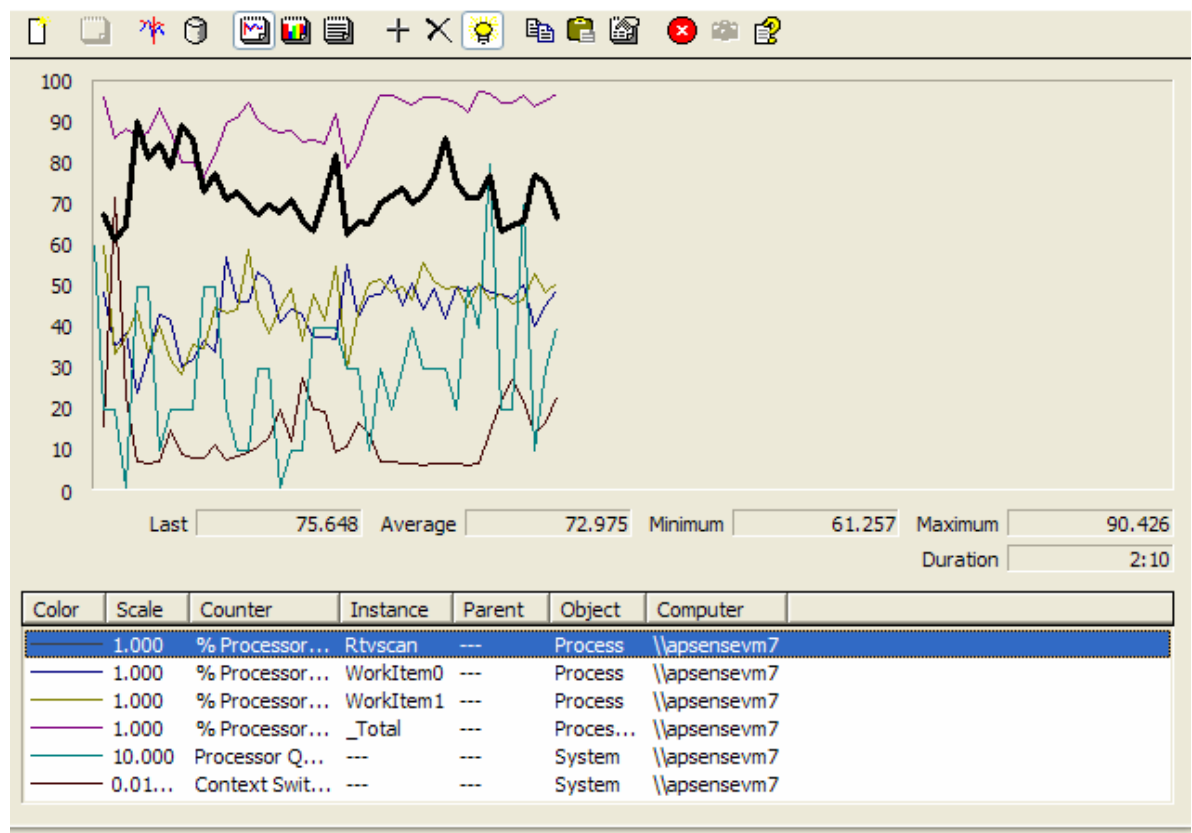 100
90
80
70
60
50
40
30
20
10
0
Last 75.648 Average 72.975 Minimum 61.257 Maximum 90.426
Duration 2:10
Color Scale Counter Instance Parent Object Computer
1.000 % Processor... Rtvscan --- Process \\apsensevm7
1.000 % Processor... WorkItem0 --- Process \\apsensevm7
1.000 % Processor... WorkItem1 --- Process \\apsensevm7
1.000 % Processor... _Total --- Proces... \\apsensevm7
10.000 Processor Q... --- --- System \\apsensevm7
0.01... Context Swit... --- --- System \\apsensevm7